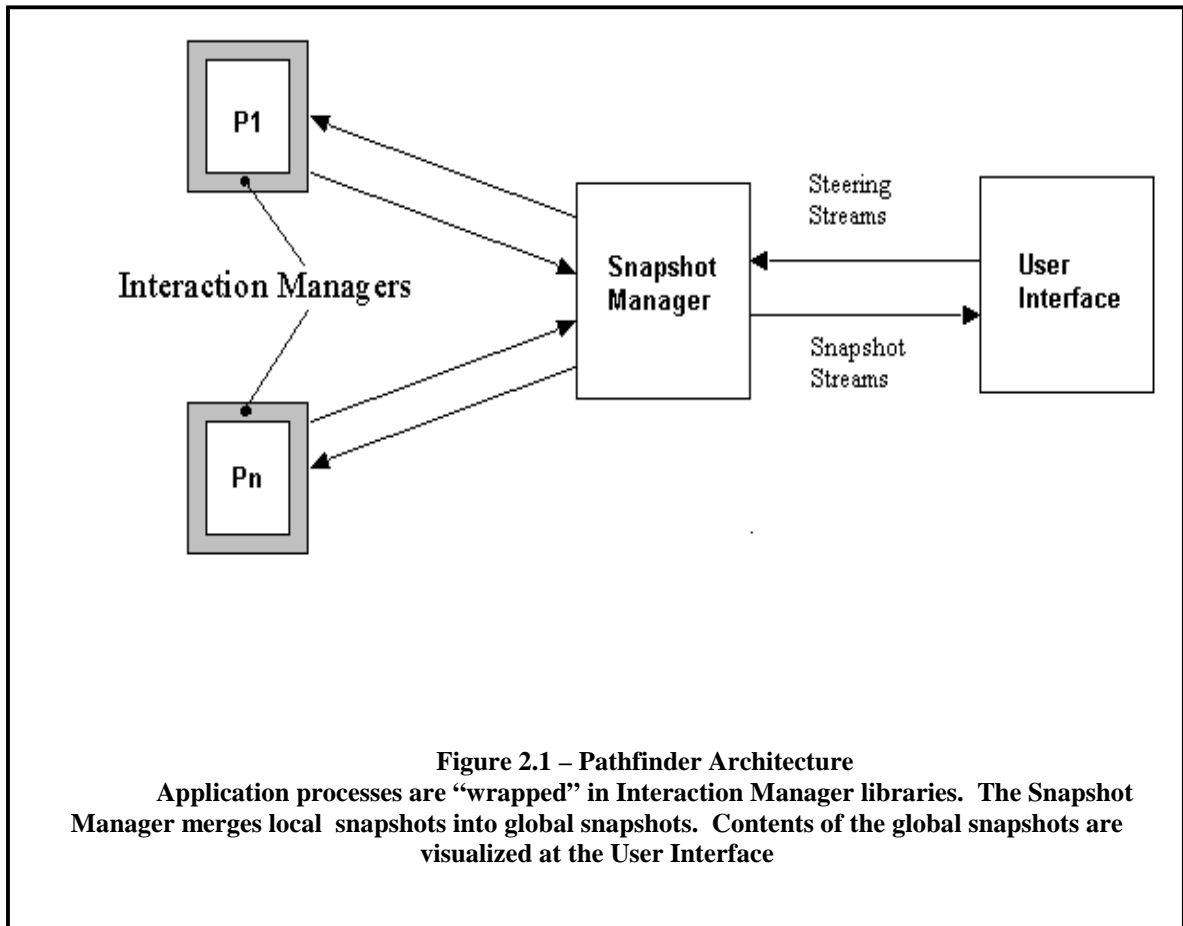 P1
Steering
Streams
Interaction Managers
Snapshot
Manager
User
Interface
Snapshot
Streams
Pn
Figure 2.1 – Pathfinder Architecture
Application processes are “wrapped” in Interaction Manager libraries. The Snapshot
Manager merges local snapshots into global snapshots. Contents of the global snapshots are
visualized at the User Interface